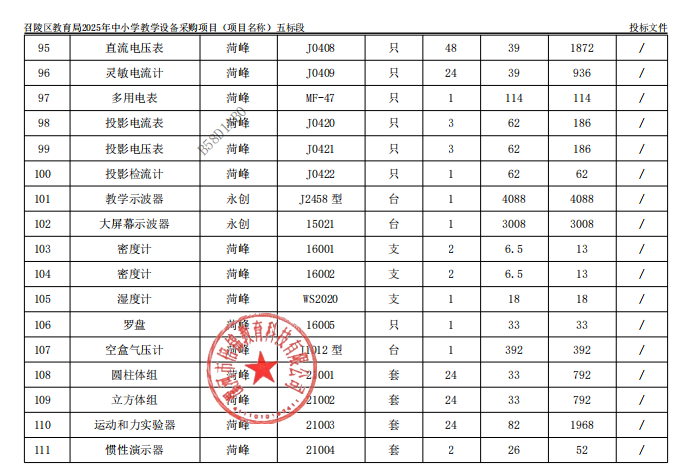 召陵区教育局2025年中小学教学设备采购项目（项目名称）五标段 投标文件
95 直流电压表 菏峰 J0408 只 48 39 1872 /
96 灵敏电流计 菏峰 J0409 只 24 39 936 /
97 多用电表 菏峰 MF-47 只 1 114 114 /
98 投影电流表 菏峰 J0420 只 3 62 186 /
99 投影电压表 菏峰 J0421 只 3 62 186 /
100 投影检流计 菏峰 J0422 只 1 62 62 /
101 教学示波器 永创 J2458 型 台 1 4088 4088 /
102 大屏幕示波器 永创 15021 台 1 3008 3008 /
103 密度计 菏峰 16001 支 2 6.5 13 /
104 密度计 菏峰 16002 支 2 6.5 13 /
105 湿度计 菏峰 WS2020 支 1 18 18 /
106 罗盘 菏峰 16005 只 1 33 33 /
107 空盒气压计 菏峰 J1012 型 台 1 392 392 /
108 圆柱体组 菏峰 21001 套 24 33 792 /
109 立方体组 菏峰 21002 套 24 33 792 /
110 运动和力实验器 菏峰 21003 套 24 82 1968 /
111 惯性演示器 菏峰 21004 套 2 26 52 /
教育科技有限公司